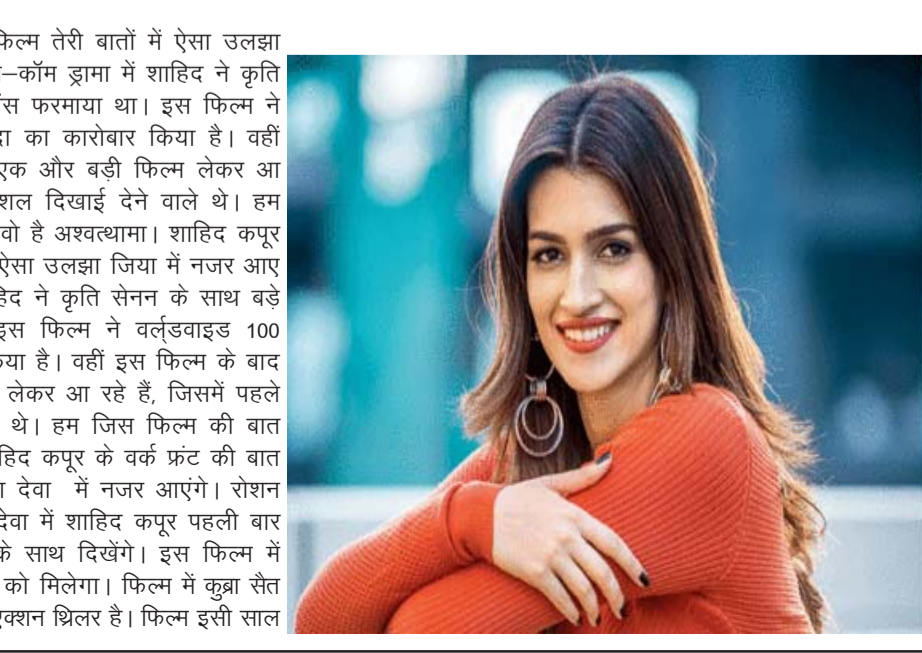 फिल्म तेरी बातों में ऐसा उलझा
–कॉम ड्रामा में शाहिद ने कृति
फरमाया था। इस फिल्म ने
का कारोबार किया है। वहीं
एक और बड़ी फिल्म लेकर आ
दिखाई देने वाले थे। हम
वो है अश्वत्थामा। शाहिद कपूर
ऐसा उलझा जिया में नजर आए
ने कृति सेनन के साथ बड़े
इस फिल्म ने वर्ल्डवाइड 100
है। वहीं इस फिल्म के बाद
लेकर आ रहे हैं, जिसमें पहले
थे। हम जिस फिल्म की बात
कपूर के वर्क फ्रंट की बात
देवा में नजर आएंगे। रोशन
देवा में शाहिद कपूर पहली बार
के साथ दिखेंगे। इस फिल्म में
को मिलेगा। फिल्म में कुब्रा सैत
एक्शन थ्रिलर है। फिल्म इसी साल